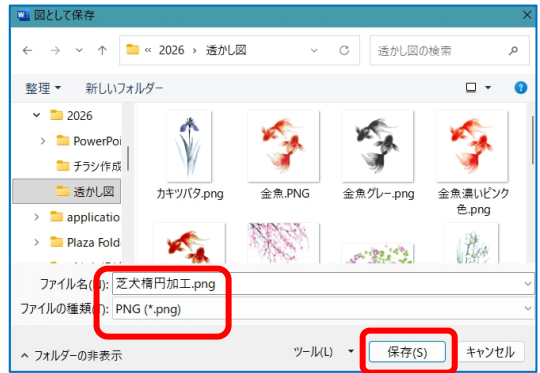 図として保存
« 2026 › 透かし図
透かし図の検索
整理 新しいフォルダー
2026
PowerPoi
チラシ作成
透かし図
applicatio
Plaza Fold
カキツバタ.png
金魚.PNG
金魚グレー.png
金魚濃いピンク
色.png
ファイル名(N): 芝犬楕円加工.png
ファイルの種類(T): PNG (*.png)
フォルダーの非表示
ツール(L)
保存(S)
キャンセル